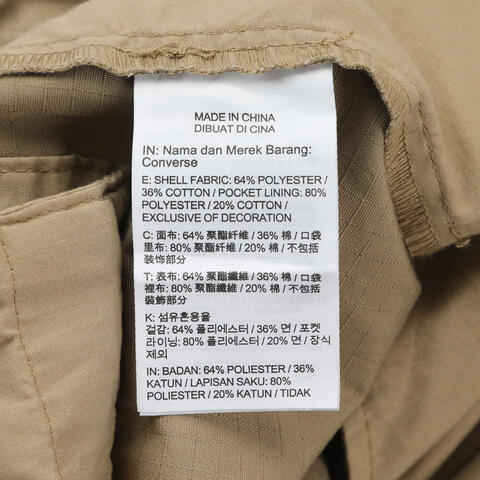 MADE IN CHINA
DIBUAT DI CINA
IN: Nama dan Merek Barang:
Converse
E: SHELL FABRIC: 64% POLYESTER /
36% COTTON / POCKET LINING: 80%
POLYESTER / 20% COTTON /
EXCLUSIVE OF DECORATION
C: 面布: 64% 聚酯纤维 / 36% 棉 / 口袋
里布: 80% 聚酯纤维 / 20% 棉 / 不包括
装饰部分
T: 表布: 64% 聚酯纖維 / 36% 棉 / 口袋
裡布: 80% 聚酯纖維 / 20% 棉 / 不包括
裝飾部分
K: 섬유혼용율
겉감: 64% 폴리에스터 / 36% 면 / 포켓
라이닝: 80% 폴리에스터 / 20% 면 / 장식
제외
IN: BADAN: 64% POLIESTER / 36%
KATUN / LAPISAN SAKU: 80%
POLIESTER / 20% KATUN / TIDAK